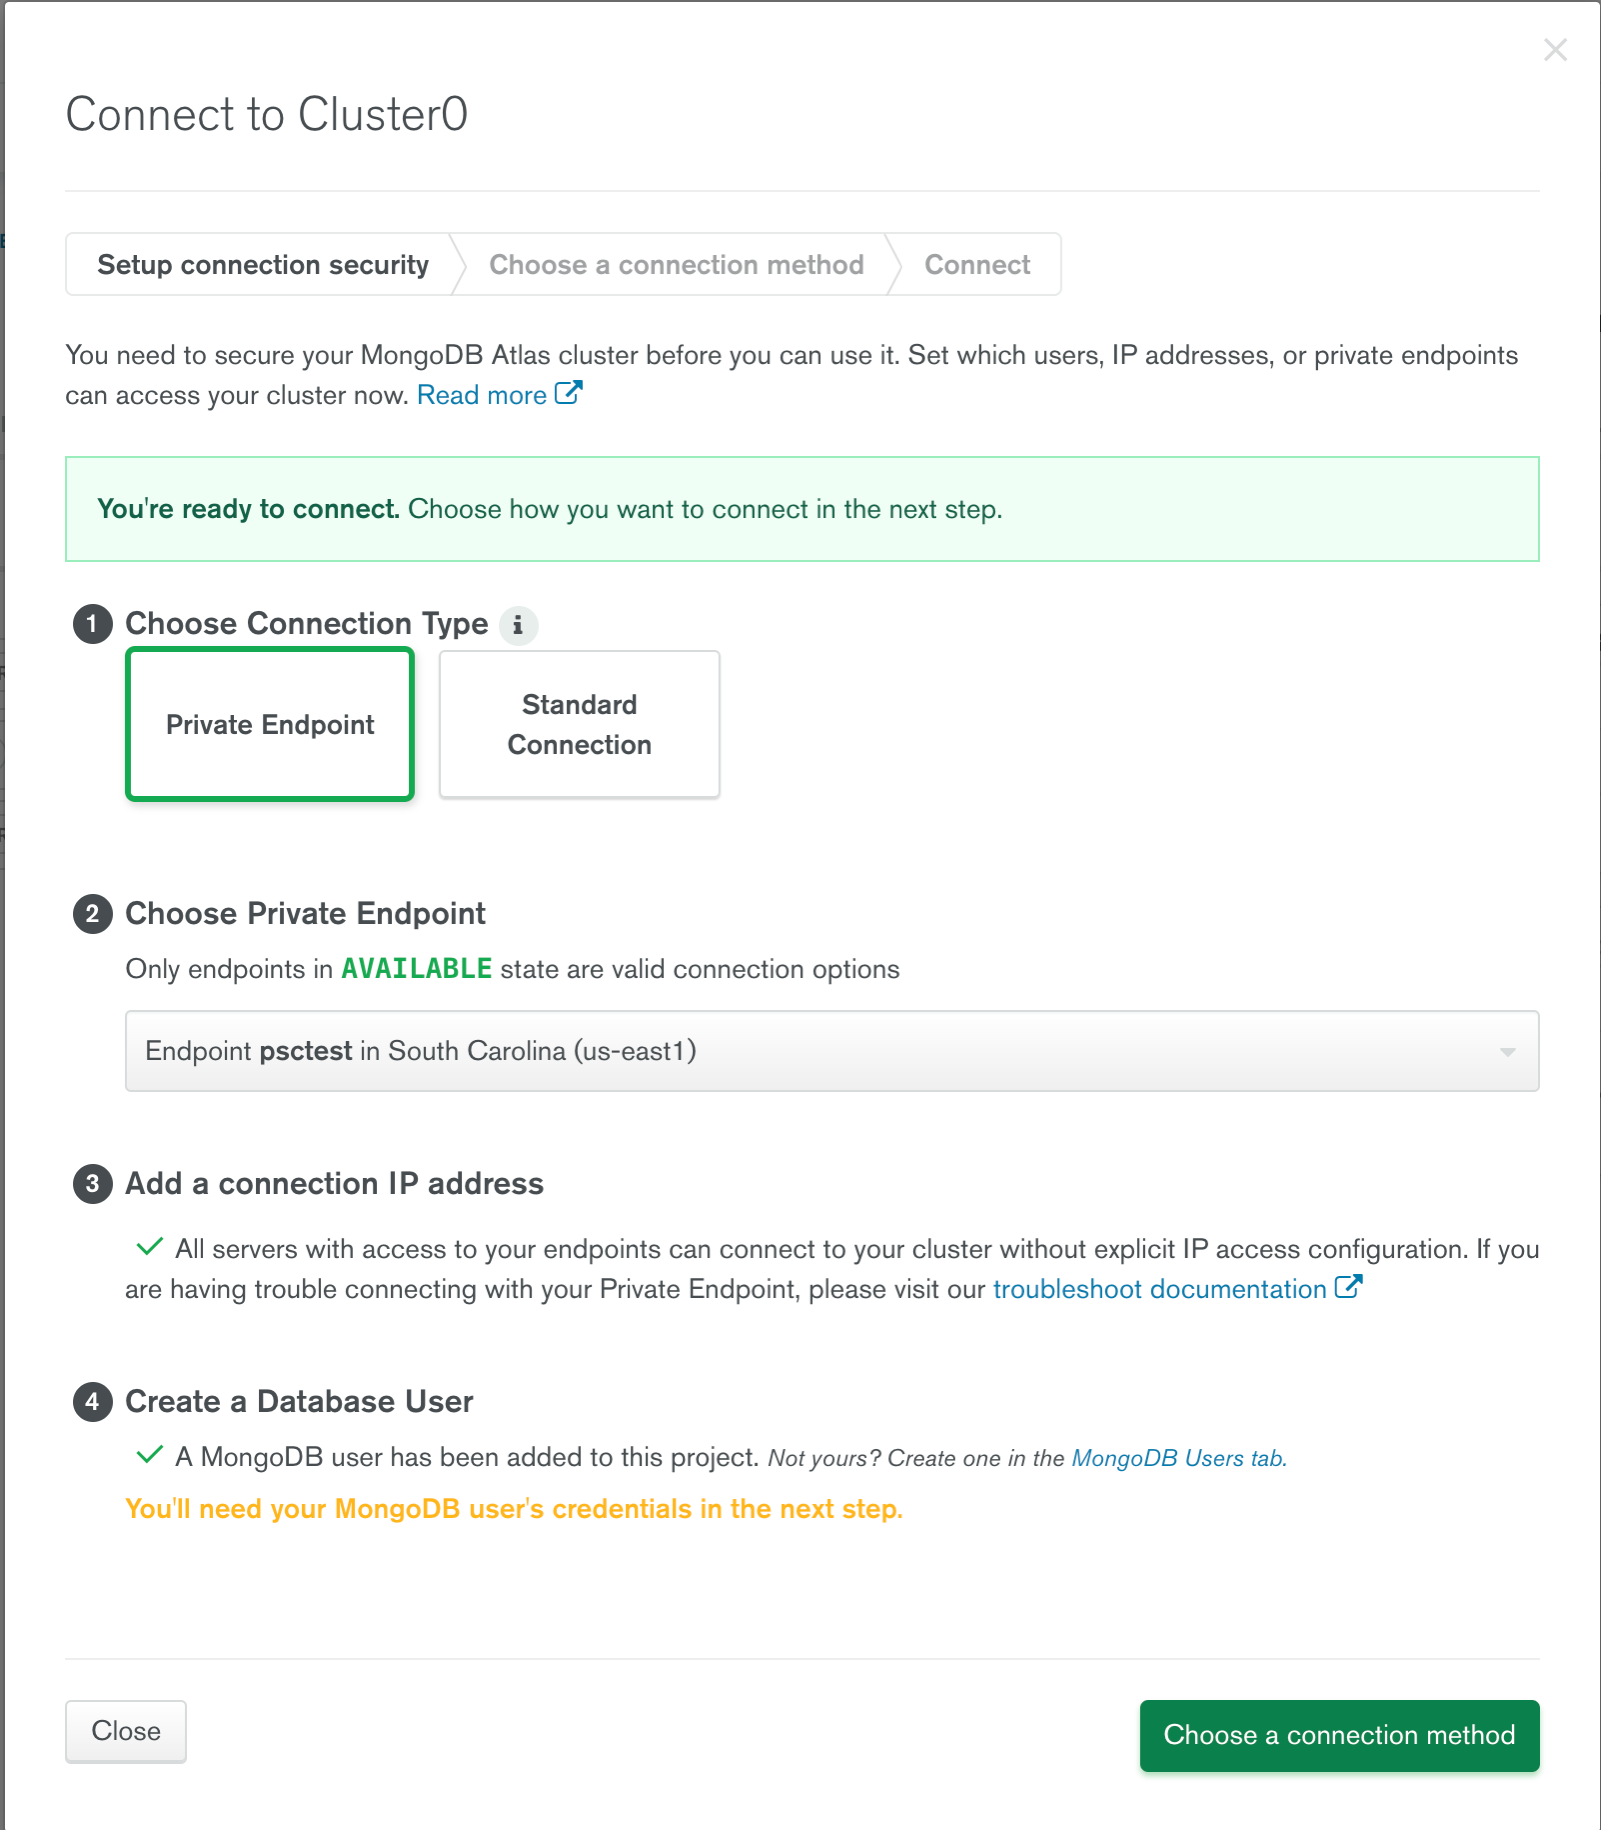 Connect to Cluster0
Setup connection security
Choose a connection method
Connect
You need to secure your MongoDB Atlas cluster before you can use it. Set which users, IP addresses, or private endpoints
can access your cluster now. Read more
You're ready to connect. Choose how you want to connect in the next step.
1 Choose Connection Type i
Private Endpoint
Standard
Connection
2 Choose Private Endpoint
Only endpoints in AVAILABLE state are valid connection options
Endpoint psctest in South Carolina (us-east1)
3 Add a connection IP address
All servers with access to your endpoints can connect to your cluster without explicit IP access configuration. If you
are having trouble connecting with your Private Endpoint, please visit our troubleshoot documentation
4 Create a Database User
A MongoDB user has been added to this project. Not yours? Create one in the MongoDB Users tab.
You'll need your MongoDB user's credentials in the next step.
Close
Choose a connection method